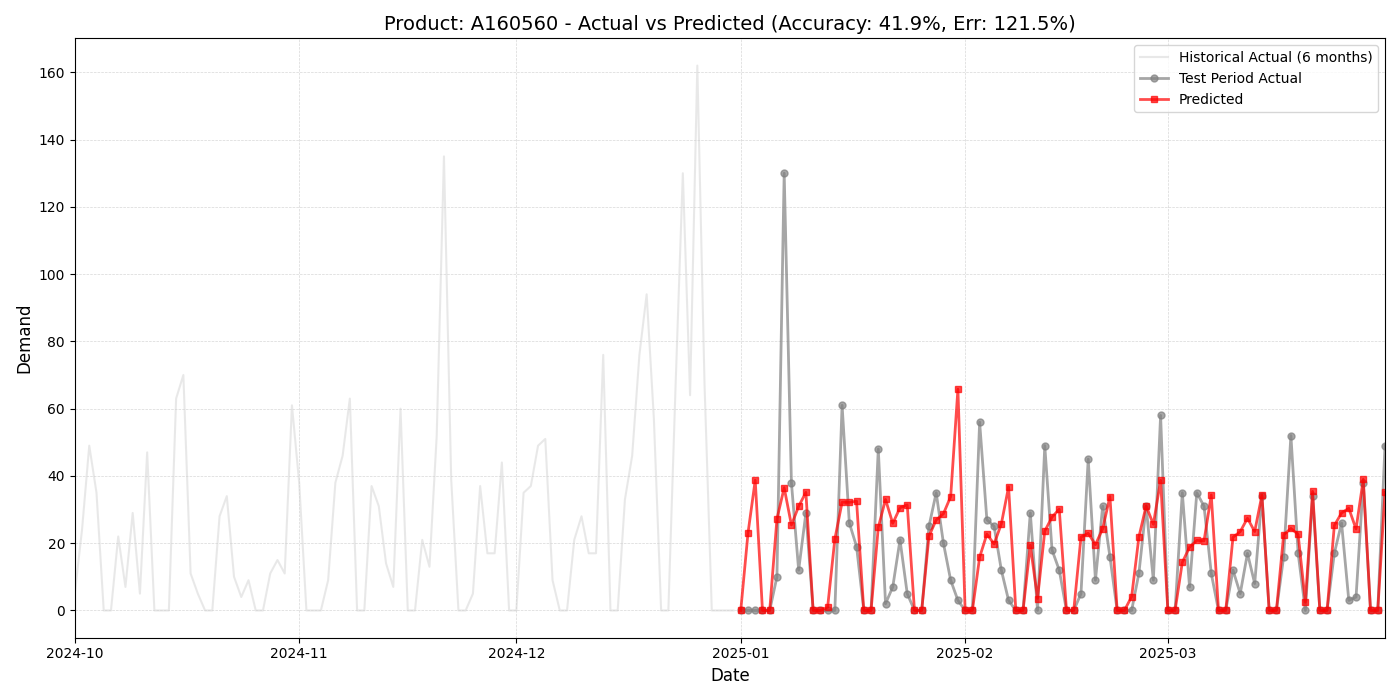 Product: A160560 - Actual vs Predicted (Accuracy: 41.9%, Err: 121.5%)
Historical Actual (6 months)
Test Period Actual
Predicted
Demand
160
140
120
100
80
60
40
20
0
2024-10
2024-11
2024-12
2025-01
2025-02
2025-03
Date